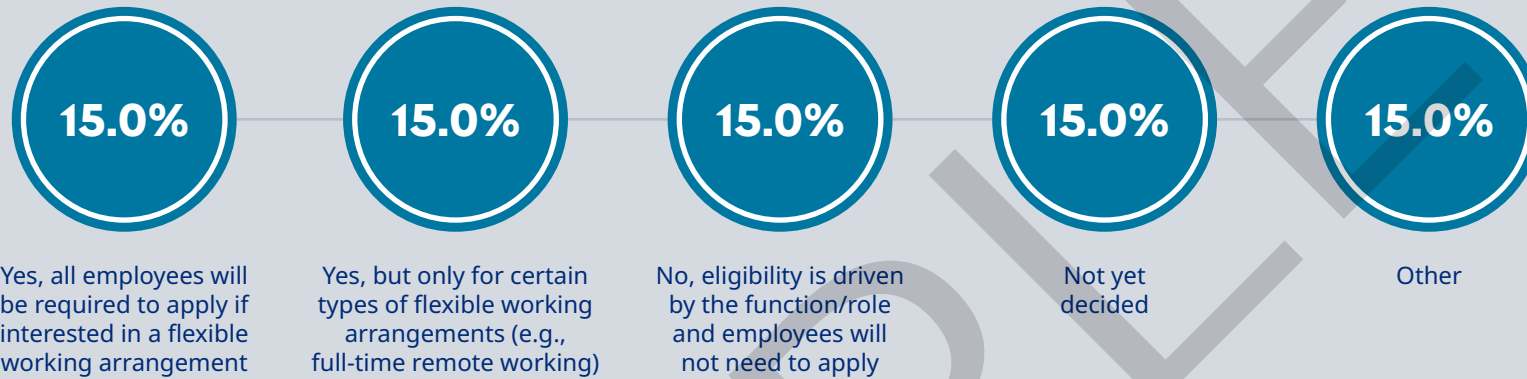 15.0%
15.0%
15.0%
15.0%
15.0%
Yes, all employees will
be required to apply if
interested in a flexible
working arrangement
Yes, but only for certain
types of flexible working
arrangements (e.g.,
full-time remote working)
No, eligibility is driven
by the function/role
and employees will
not need to apply
Not yet
decided
Other